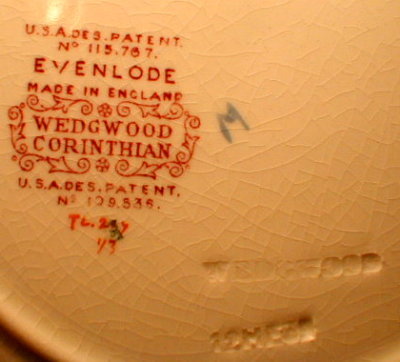 U.S.A.DES.PATENT.
No 115.767.
EVENLODE
MADE IN ENGLAND
WEDGWOOD
CORINTHIAN
U.S.A.DES.PATENT.
No 109.836.
M
WEDGWOOD